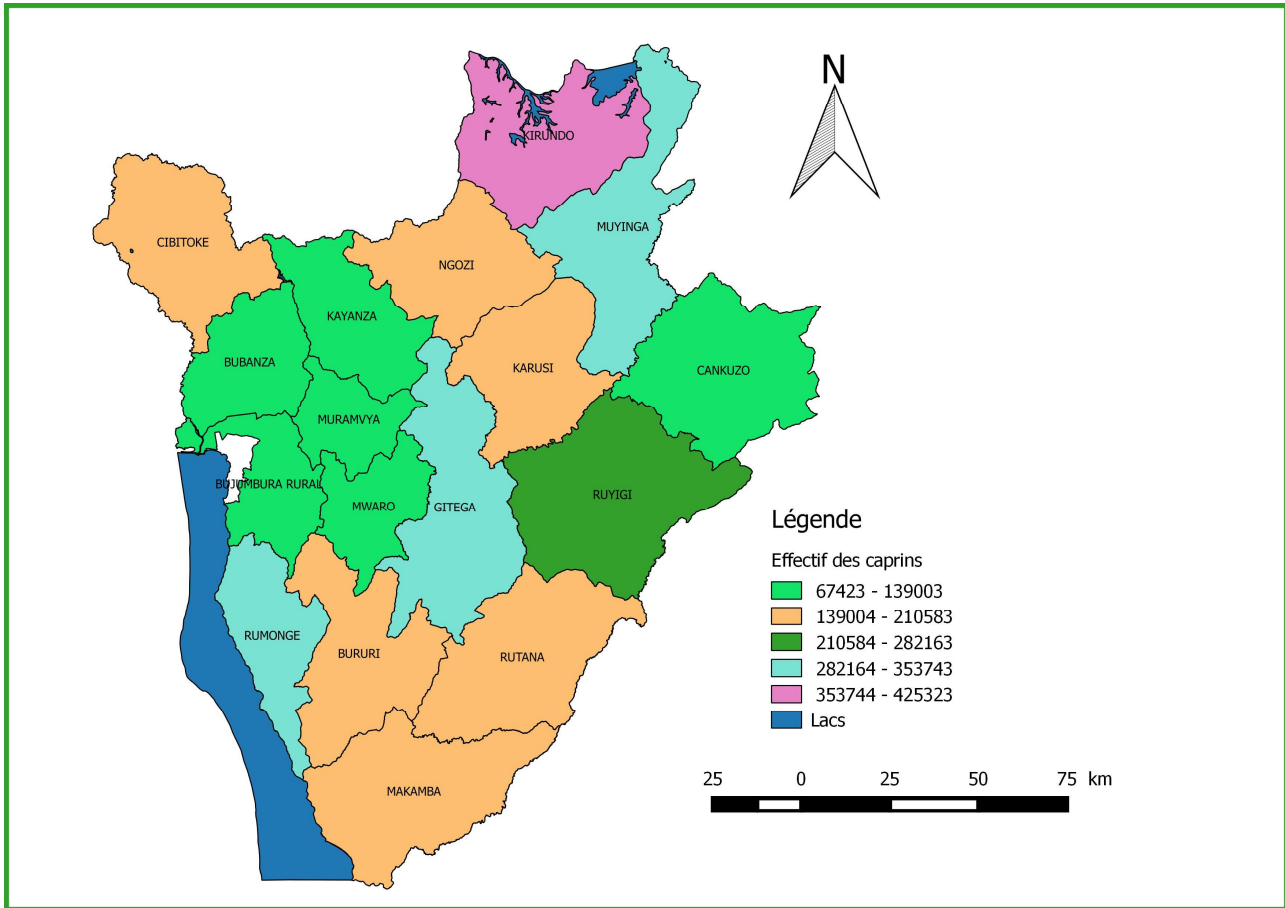 N
KIRUNDO
MUYINGA
CIBITOKE
NGOZI
KAYANZA
BUBANZA
KARUSI
CANKUZO
MURAMVYA
BUJUMBURA RURAL
MWARO
GITEGA
RUYIGI
RUMONGE
BURURI
RUTANA
MAKAMBA
Légende
Effectif des caprins
67423 - 139003
139004 - 210583
210584 - 282163
282164 - 353743
353744 - 425323
Lacs
25 0 25 50 75 km